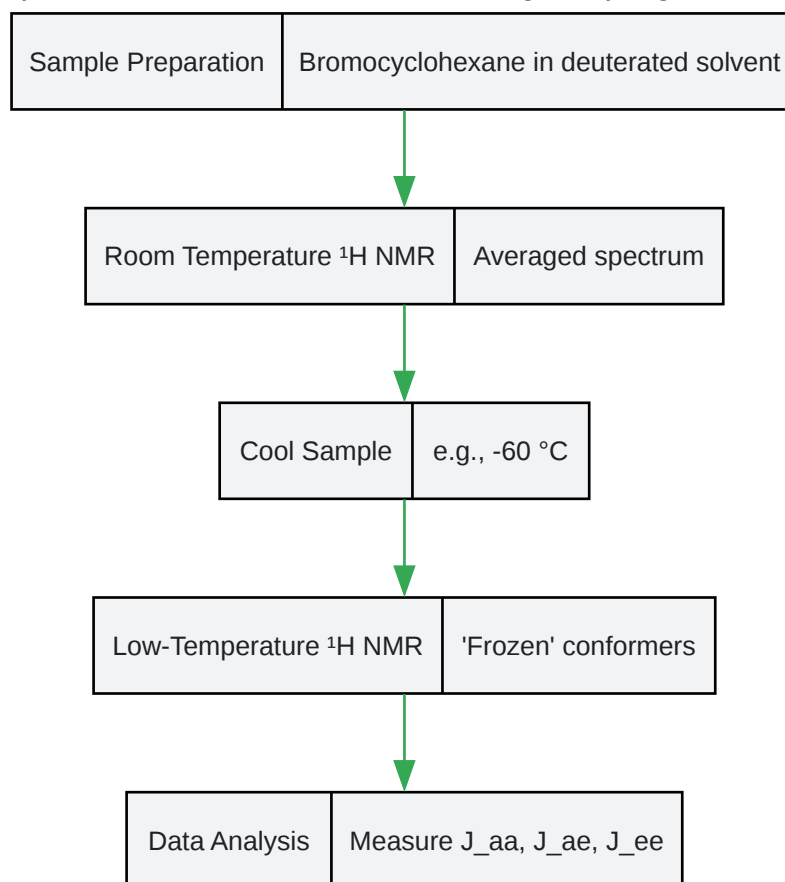 Sample Preparation Bromocyclohexane in deuterated solvent
Room Temperature ¹H NMR Averaged spectrum
Cool Sample e.g., -60 °C
Low-Temperature ¹H NMR 'Frozen' conformers
Data Analysis Measure J_aa, J_ae, J_ee